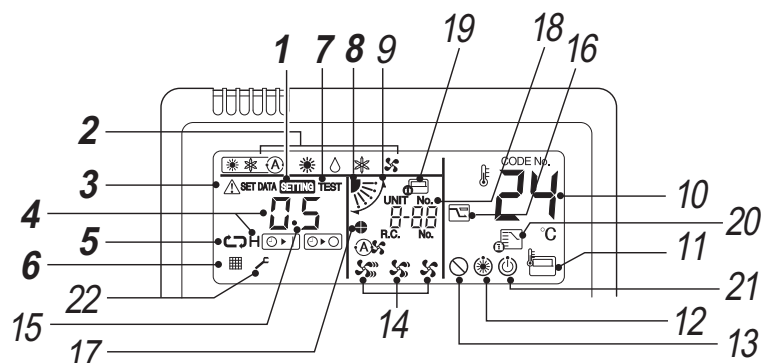 19
18
1 7 8 9
16
2
CODE No.
A
3
SET DATA SETTING TEST
UNIT No.
24
10
4
0.5
8-88
20
5
H
R.C. No.
°C
11
6
A
22
21
15
14
12
17
13